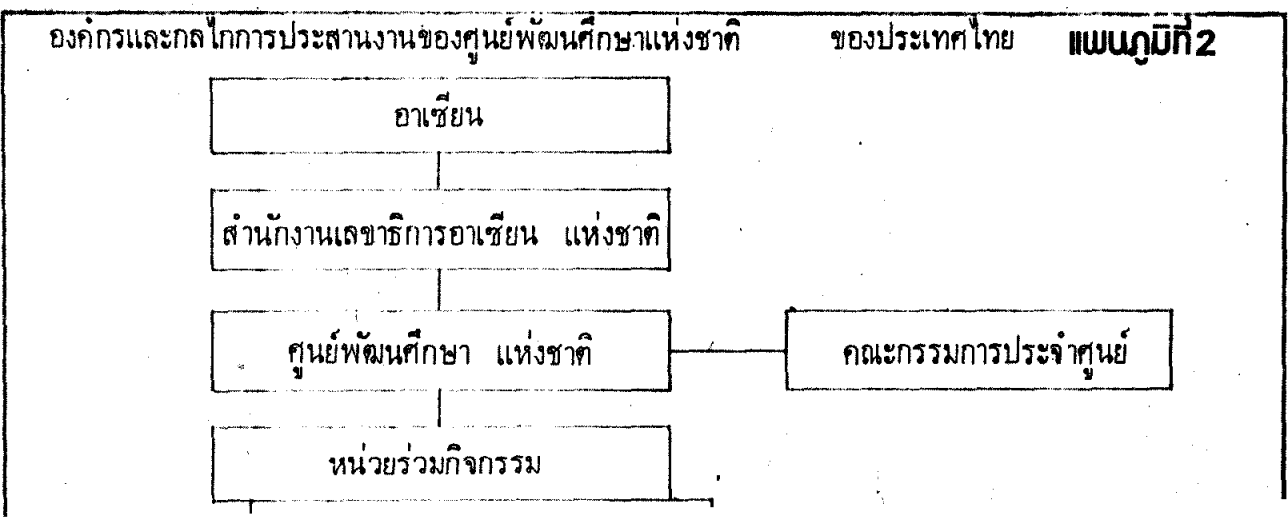 องค์กรและกลไกการประสานงานของศูนย์พัฒนศึกษาแห่งชาติ ของประเทศไทย แผนภูมิที่ 2
อาเซียน
สำนักงานเลขาธิการอาเซียน แห่งชาติ
ศูนย์พัฒนศึกษา แห่งชาติ คณะกรรมการประจำศูนย์
หน่วยร่วมกิจกรรม